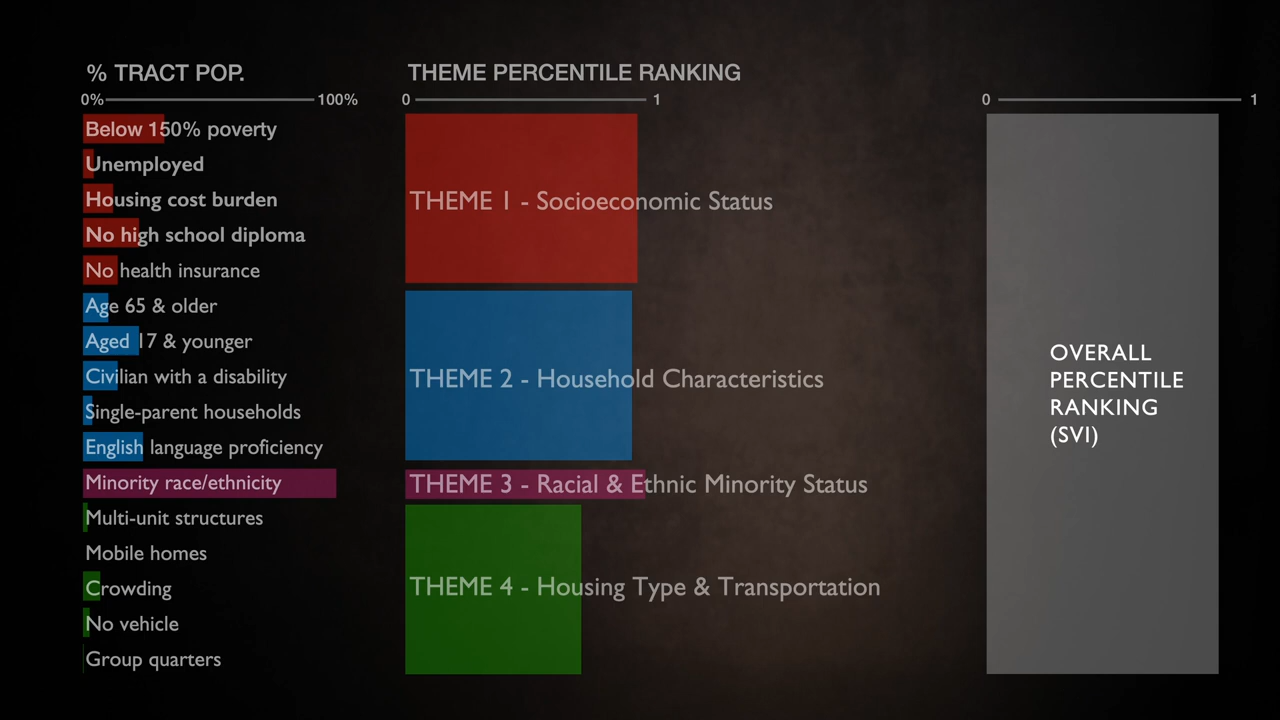 % TRACT POP.
0% 100%
Below 150% poverty
Unemployed
Housing cost burden
No high school diploma
No health insurance
Age 65 & older
Aged 17 & younger
Civilian with a disability
Single-parent households
English language proficiency
Minority race/ethnicity
Multi-unit structures
Mobile homes
Crowding
No vehicle
Group quarters
THEME PERCENTILE RANKING
0 1
THEME 1 - Socioeconomic Status
THEME 2 - Household Characteristics
THEME 3 - Racial & Ethnic Minority Status
THEME 4 - Housing Type & Transportation
0 1
OVERALL
PERCENTILE
RANKING
(SVI)